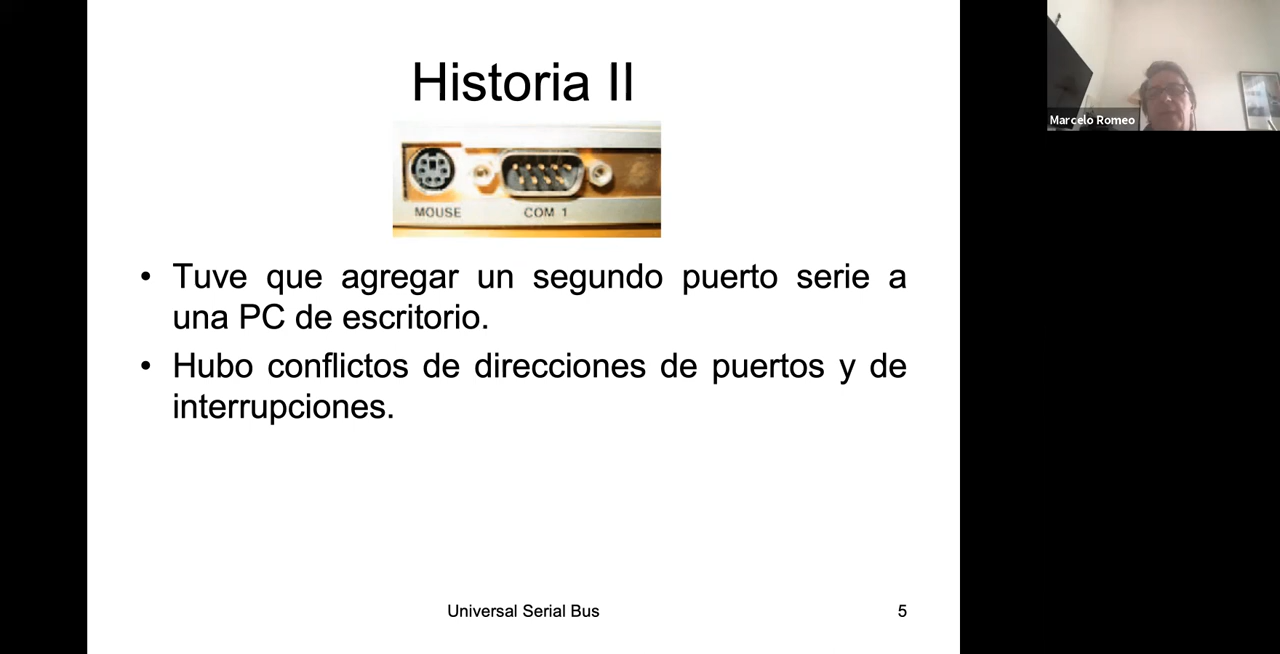 Historia II
MOUSE
COM 1
• Tuve que agregar un segundo puerto serie a
una PC de escritorio.
• Hubo conflictos de direcciones de puertos y de
interrupciones.
Universal Serial Bus
5
Marcelo Romeo